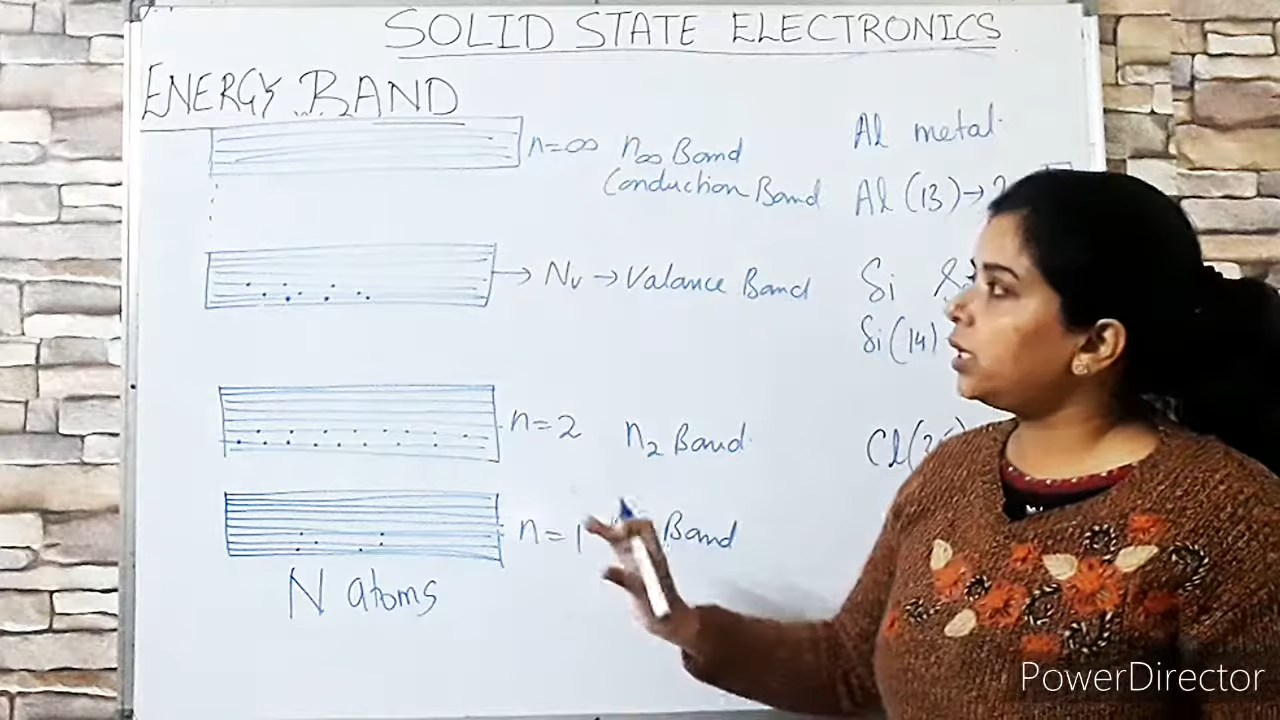 SOLID STATE ELECTRONICS
ENERGY BAND
n=∞ n∞ Band
Conduction Band
Nv → Valance Band
n=2 n2 Band
n=1 Band
N atoms
Al metal
Al (13) →
Si &
Si (14)
PowerDirector